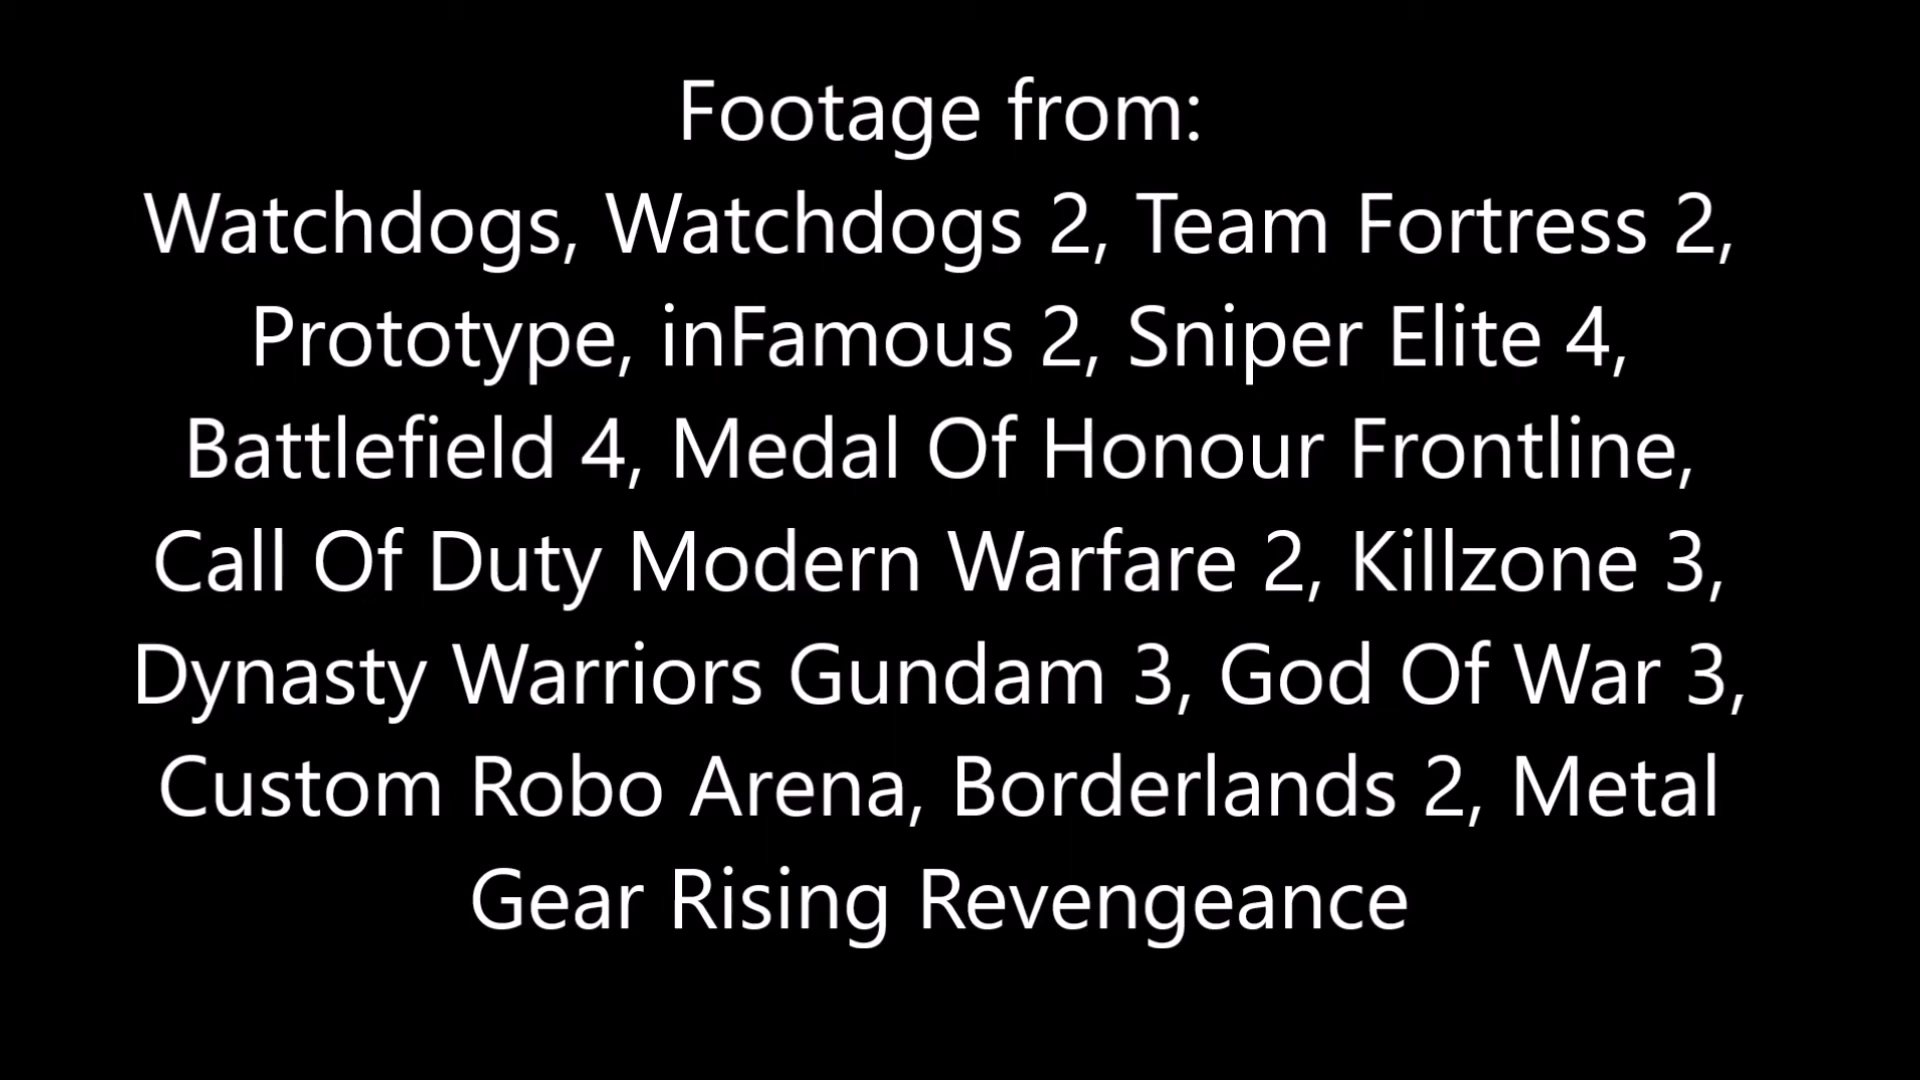 Footage from:
Watchdogs, Watchdogs 2, Team Fortress 2,
Prototype, inFamous 2, Sniper Elite 4,
Battlefield 4, Medal Of Honour Frontline,
Call Of Duty Modern Warfare 2, Killzone 3,
Dynasty Warriors Gundam 3, God Of War 3,
Custom Robo Arena, Borderlands 2, Metal
Gear Rising Revengeance